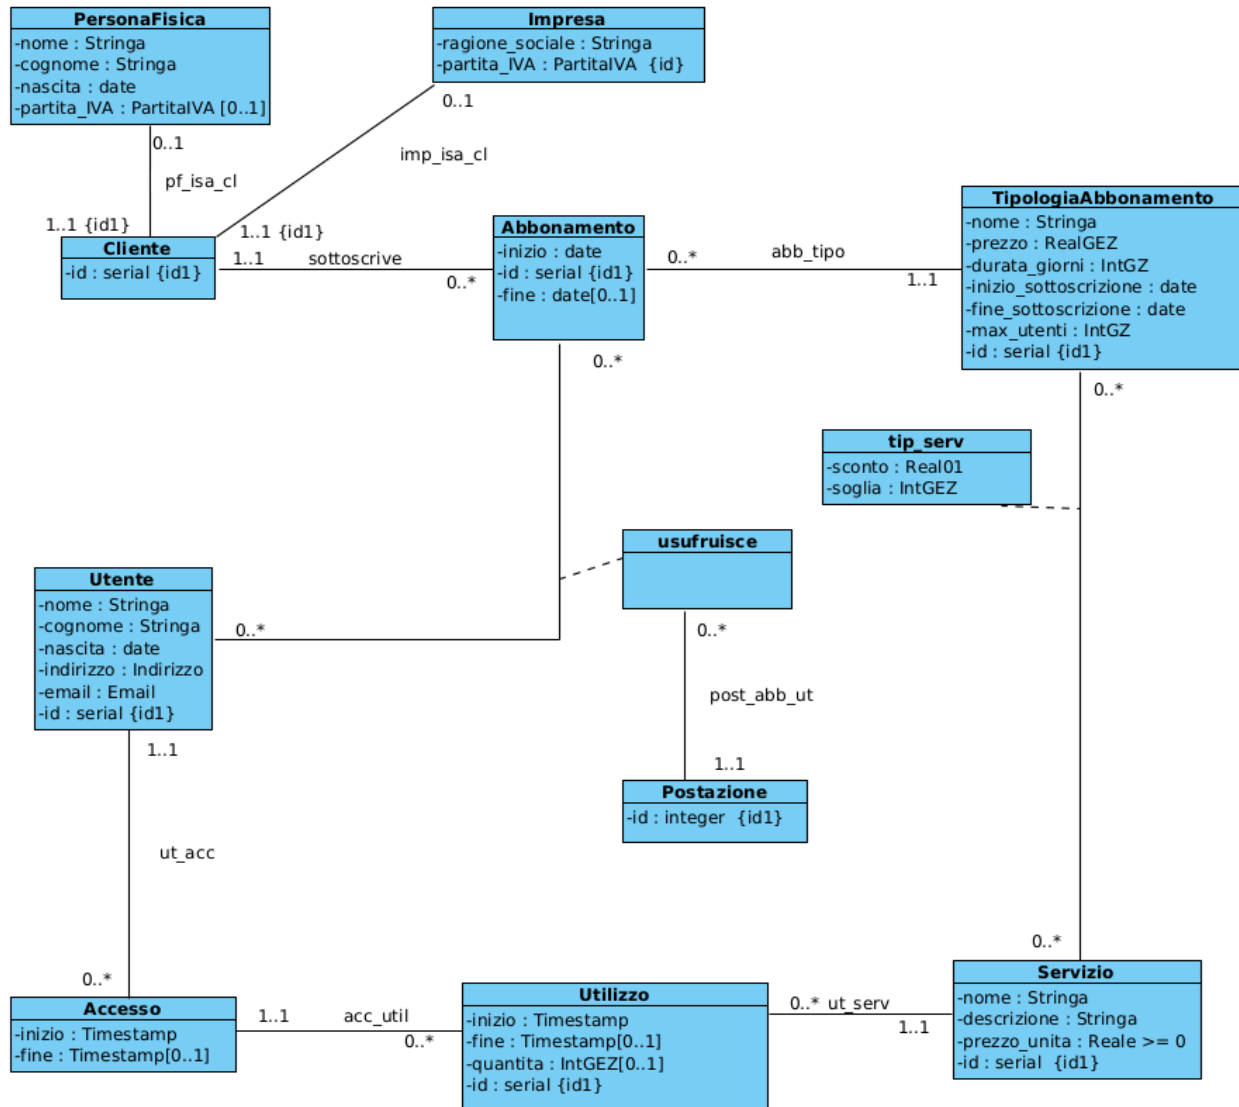 PersonaFisica
-nome : Stringa
-cognome : Stringa
-nascita : date
-partita_IVA : PartitaIVA [0..1]
Impresa
-ragione_sociale : Stringa
-partita_IVA : PartitaIVA {id}
0..1
0..1
imp_isa_cl
pf_isa_cl
1..1 {id1}
1..1 {id1}
Cliente
-id : serial {id1}
1..1
sottoscrive
0..*
Abbonamento
-inizio : date
-id : serial {id1}
-fine : date[0..1]
0..*
abb_tipo
1..1
TipologiaAbbonamento
-nome : Stringa
-prezzo : RealGEZ
-durata_giorni : IntGZ
-inizio_sottoscrizione : date
-fine_sottoscrizione : date
-max_utenti : IntGZ
-id : serial {id1}
0..*
0..*
tip_serv
-sconto : Real01
-soglia : IntGEZ
usufruisce
Utente
-nome : Stringa
-cognome : Stringa
-nascita : date
-indirizzo : Indirizzo
-email : Email
-id : serial {id1}
0..*
0..*
post_abb_ut
1..1
1..1
Postazione
-id : integer {id1}
ut_acc
0..*
0..*
Accesso
-inizio : Timestamp
-fine : Timestamp[0..1]
1..1
acc_util
0..*
Utilizzo
-inizio : Timestamp
-fine : Timestamp[0..1]
-quantita : IntGEZ[0..1]
-id : serial {id1}
0..* ut_serv
1..1
Servizio
-nome : Stringa
-descrizione : Stringa
-prezzo_unita : Reale >= 0
-id : serial {id1}